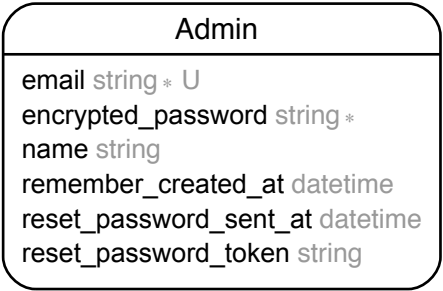 Admin
email string * U
encrypted_password string *
name string
remember_created_at datetime
reset_password_sent_at datetime
reset_password_token string